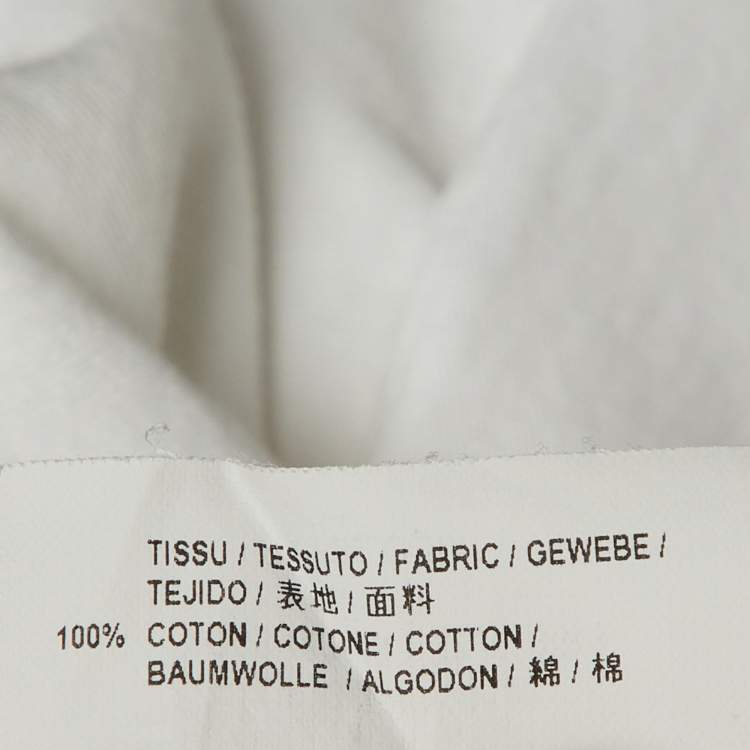 TISSU / TESSUTO / FABRIC / GEWEBE /
TEJIDO / 表地 / 面料
100% COTON / COTONE / COTTON /
BAUMWOLLE / ALGODON / 綿 / 棉